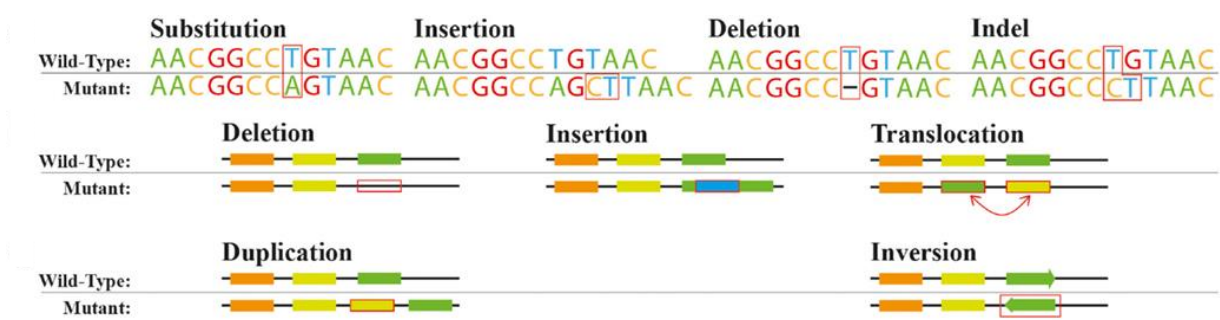 Substitution Insertion Deletion Indel
Wild-Type: AACGGCCTGTAAC AACGGCCTGTAAC AACGGCCTGTAAC AACGGCCTGTAAC
Mutant: AACGGCCAGTAAC AACGGCCAGCTTAAC AACGGCC–GTAAC AACGGCCCTTAAC
Deletion Insertion Translocation
Wild-Type:
Mutant:
Duplication Inversion
Wild-Type:
Mutant: